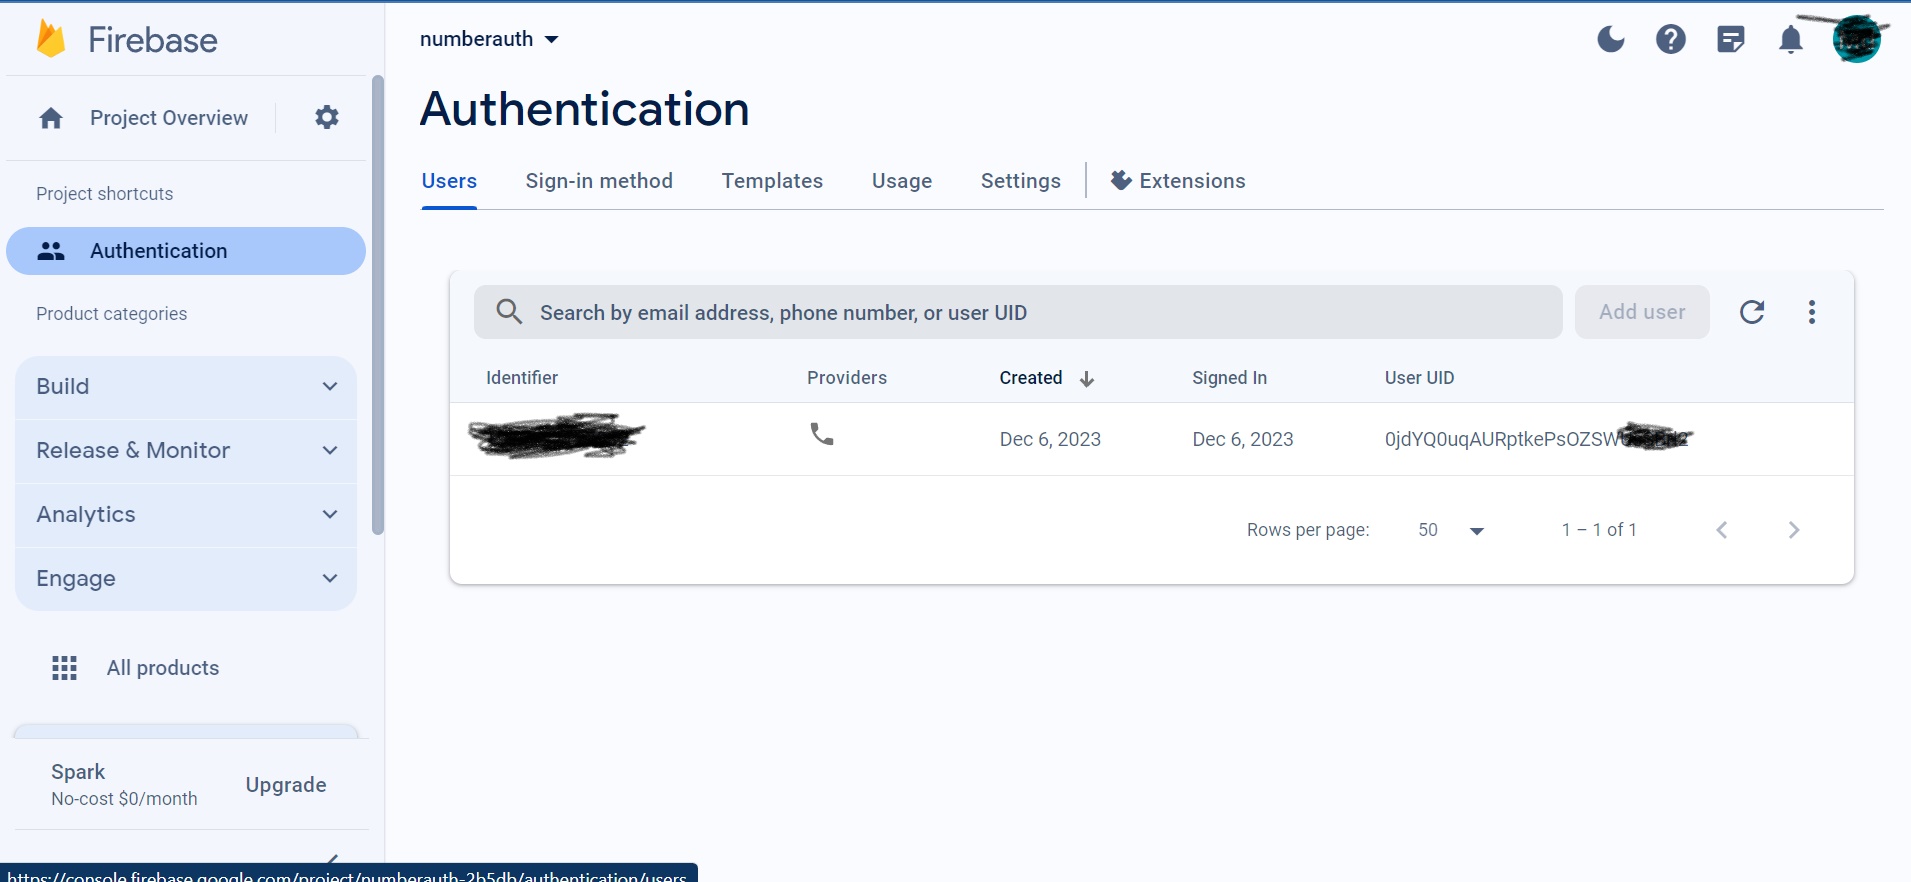 Firebase
numberauth
Project Overview
Project shortcuts
Authentication
Product categories
Build
Release & Monitor
Analytics
Engage
All products
Spark
No-cost $0/month
Upgrade
Authentication
Users
Sign-in method
Templates
Usage
Settings
Extensions
Search by email address, phone number, or user UID
Add user
Identifier
Providers
Created
Signed In
User UID
Dec 6, 2023
Dec 6, 2023
Rows per page:
50
1 – 1 of 1
https://console.firebase.google.com/project/numberauth-2b5db/authentication/users